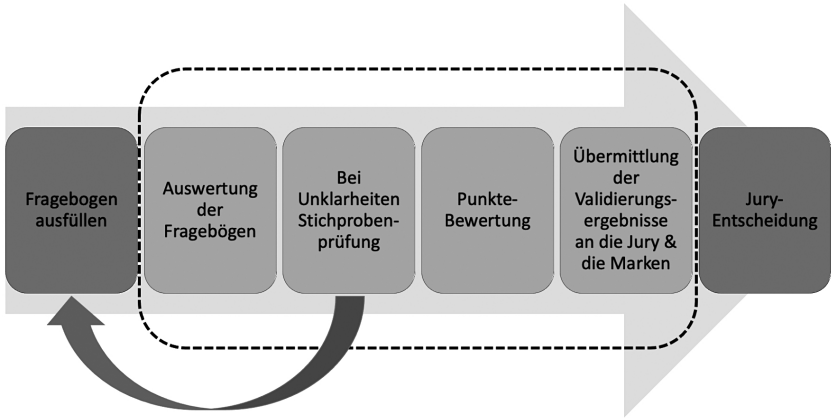 Fragebogen
ausfüllen
Auswertung
der
Fragebögen
Bei
Unklarheiten
Stichproben-
prüfung
Punkte-
Bewertung
Übermittlung
der
Validierungs-
ergebnisse
an die Jury &
die Marken
Jury-
Entscheidung